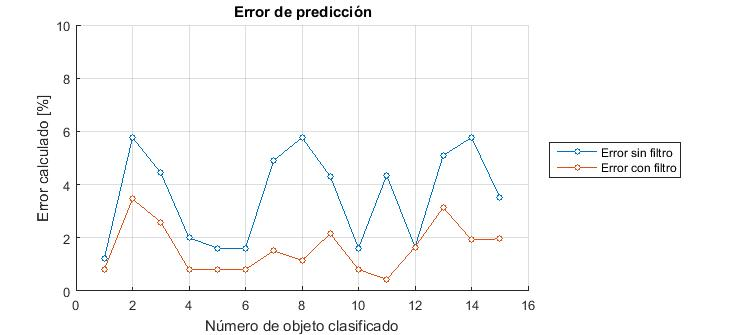 Error de predicción
Error calculado [%]
10
8
6
4
2
0
0 2 4 6 8 10 12 14 16
Número de objeto clasificado
Error sin filtro
Error con filtro